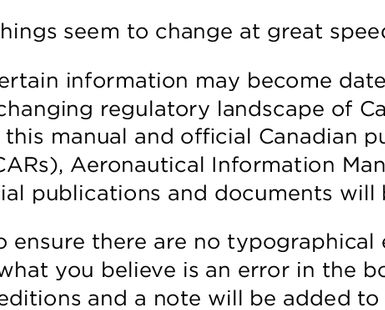 hings seem to change at great speed
ertain information may become date
changing regulatory landscape of Ca
this manual and official Canadian pu
CARs), Aeronautical Information Man
ial publications and documents will
o ensure there are no typographical e
what you believe is an error in the bo
editions and a note will be added to